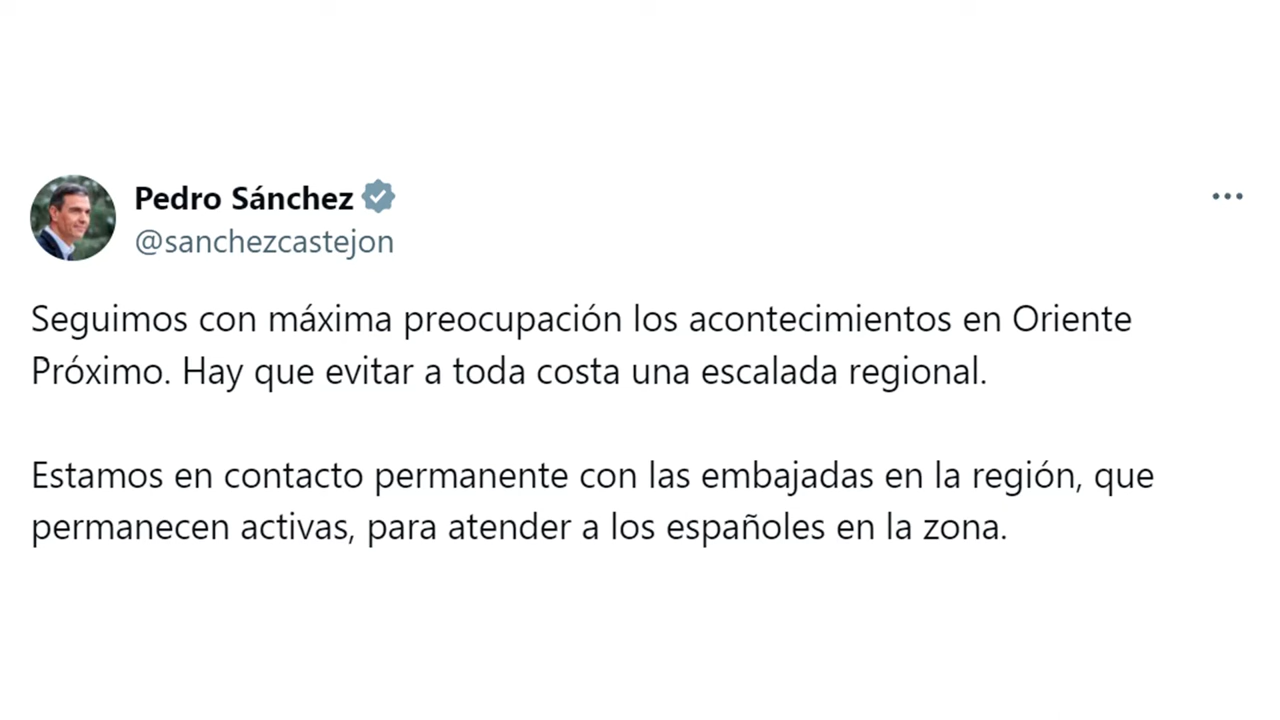 Pedro Sánchez
@sanchezcastejon
Seguimos con máxima preocupación los acontecimientos en Oriente
Próximo. Hay que evitar a toda costa una escalada regional.
Estamos en contacto permanente con las embajadas en la región, que
permanecen activas, para atender a los españoles en la zona.